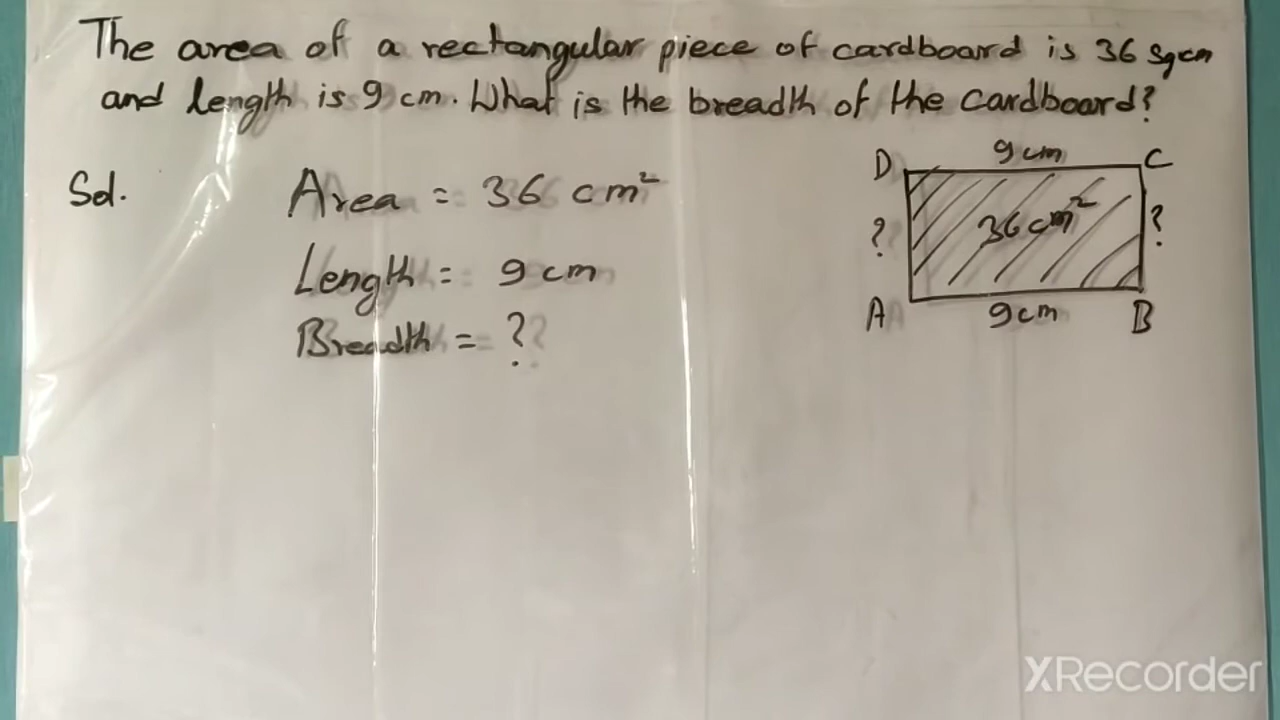 The area of a rectangular piece of cardboard is 36 Sqcm
and length is 9 cm. What is the breadth of the cardboard?
Sol. Area = 36 cm²
Length = 9 cm
Breadth = ?
D 9 cm C
? 36 cm² ?
A 9 cm B
XRecorder